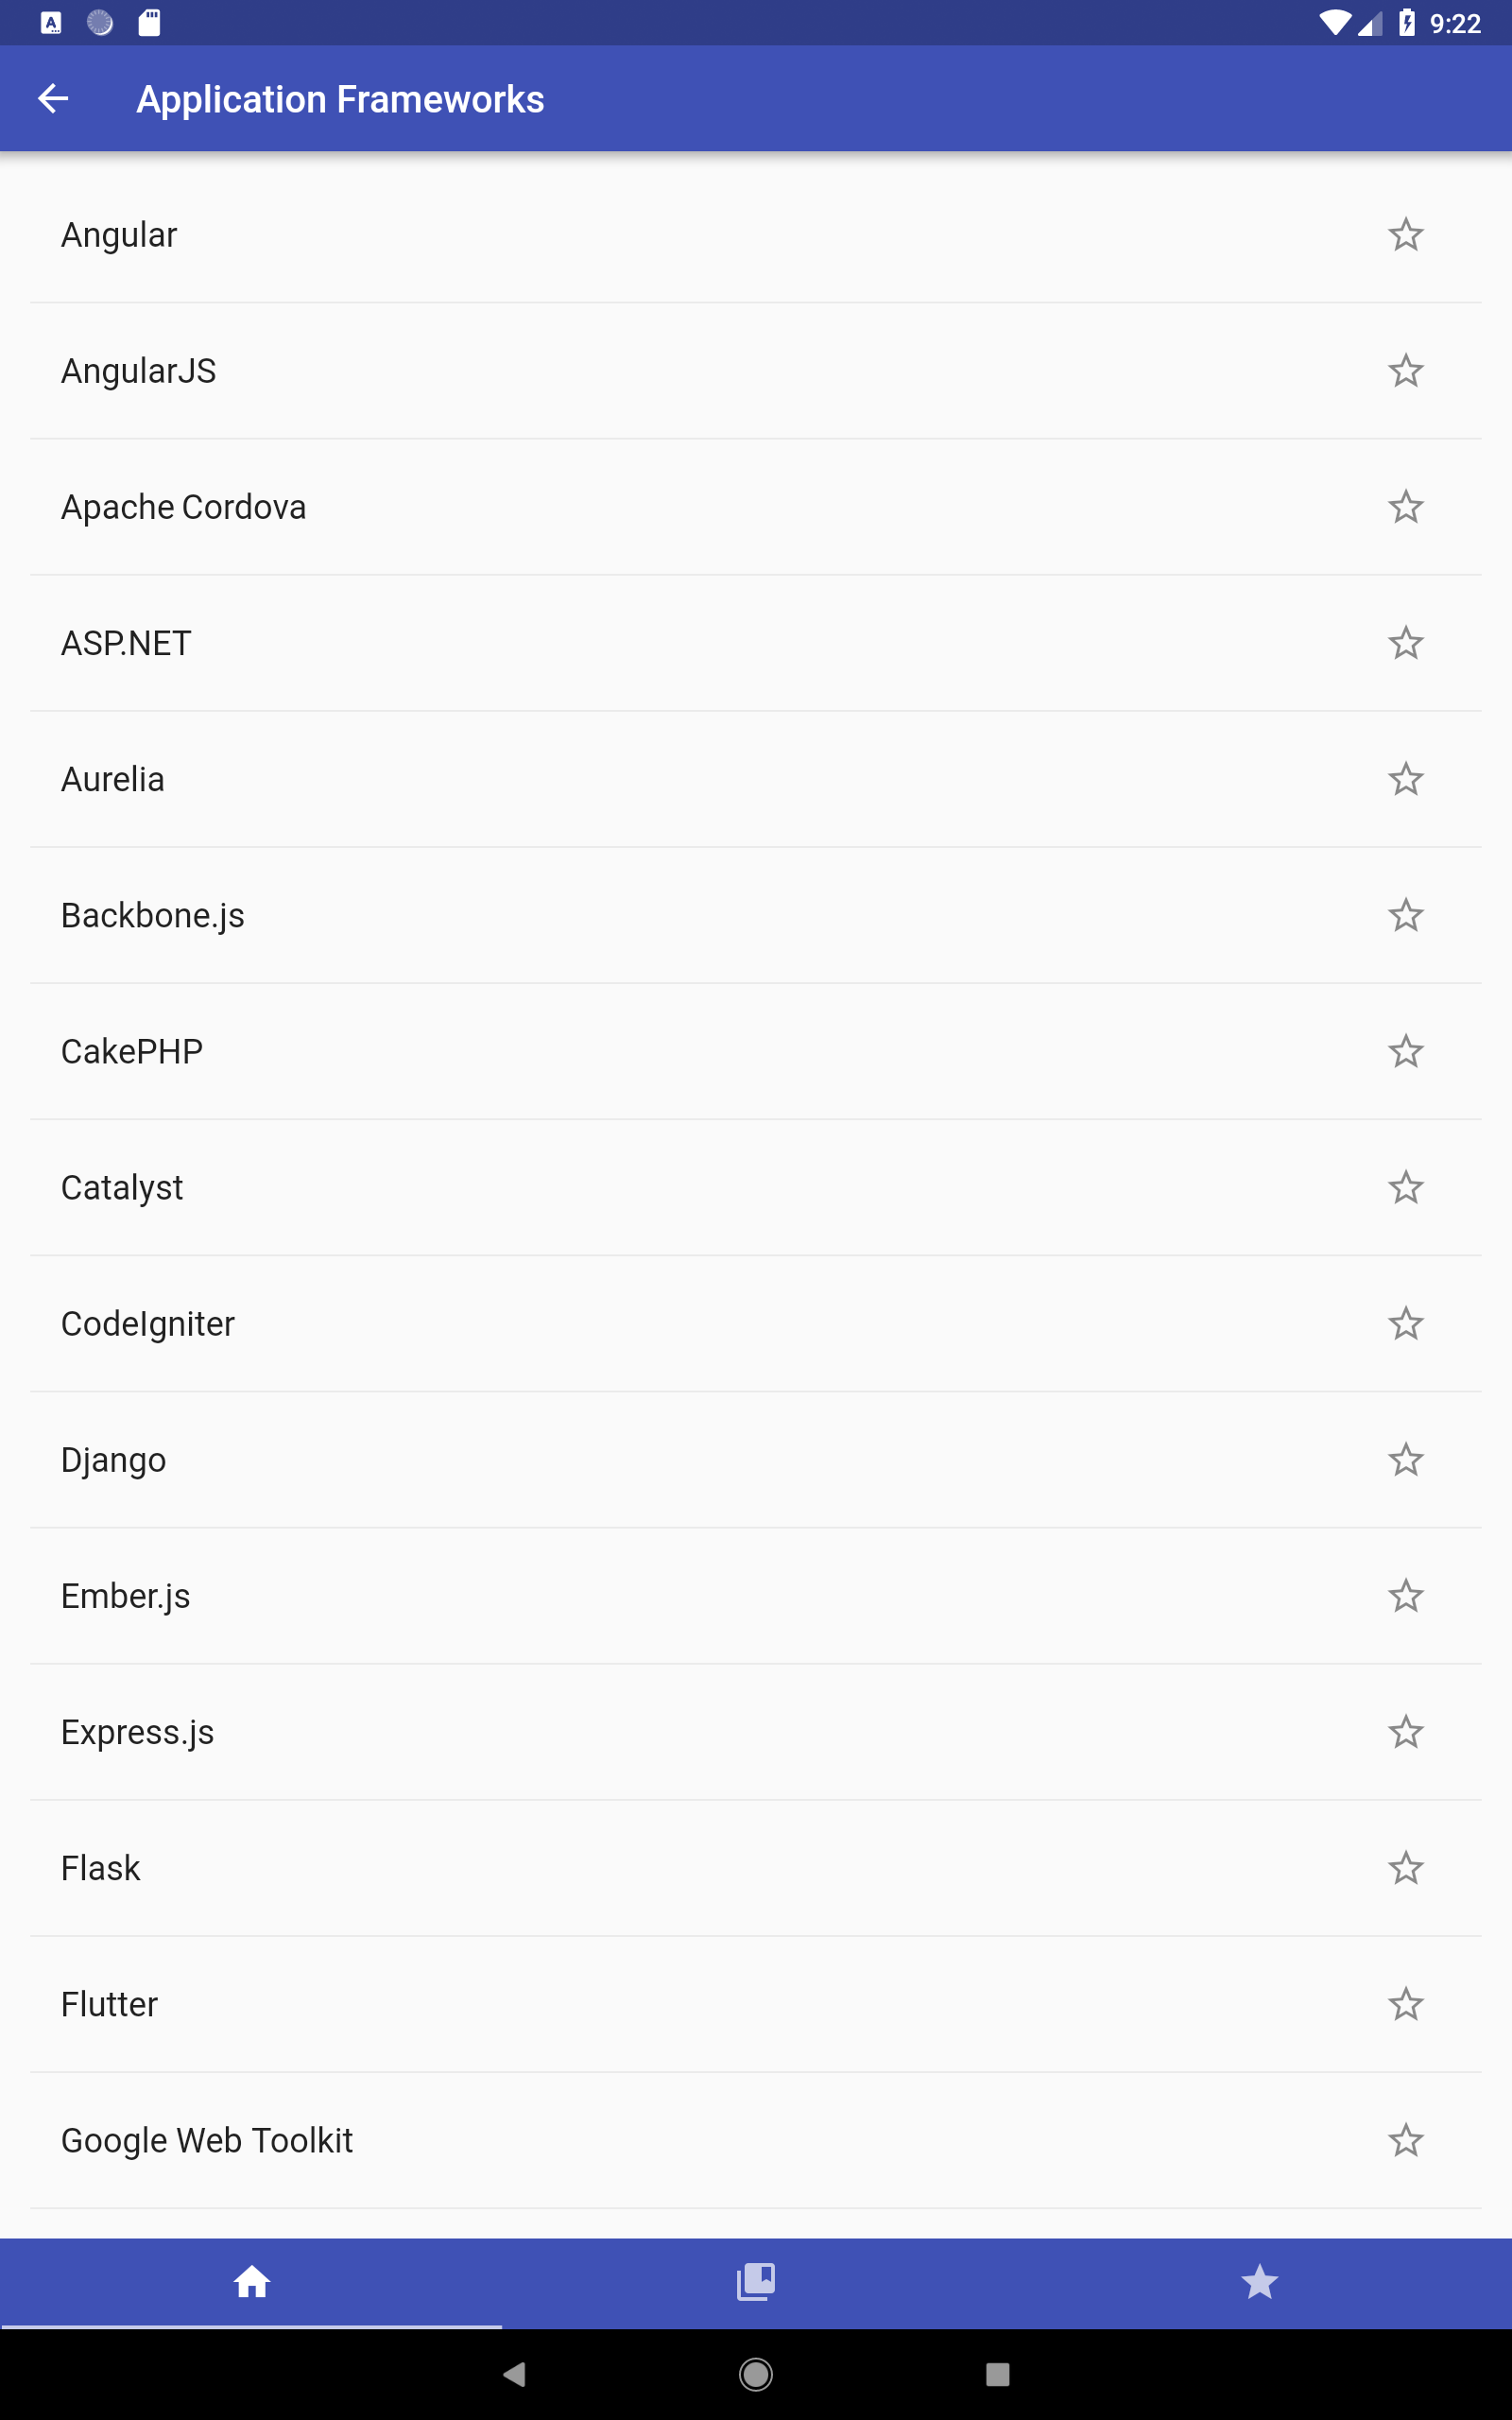 9:22
Application Frameworks
Angular
AngularJS
Apache Cordova
ASP.NET
Aurelia
Backbone.js
CakePHP
Catalyst
CodeIgniter
Django
Ember.js
Express.js
Flask
Flutter
Google Web Toolkit